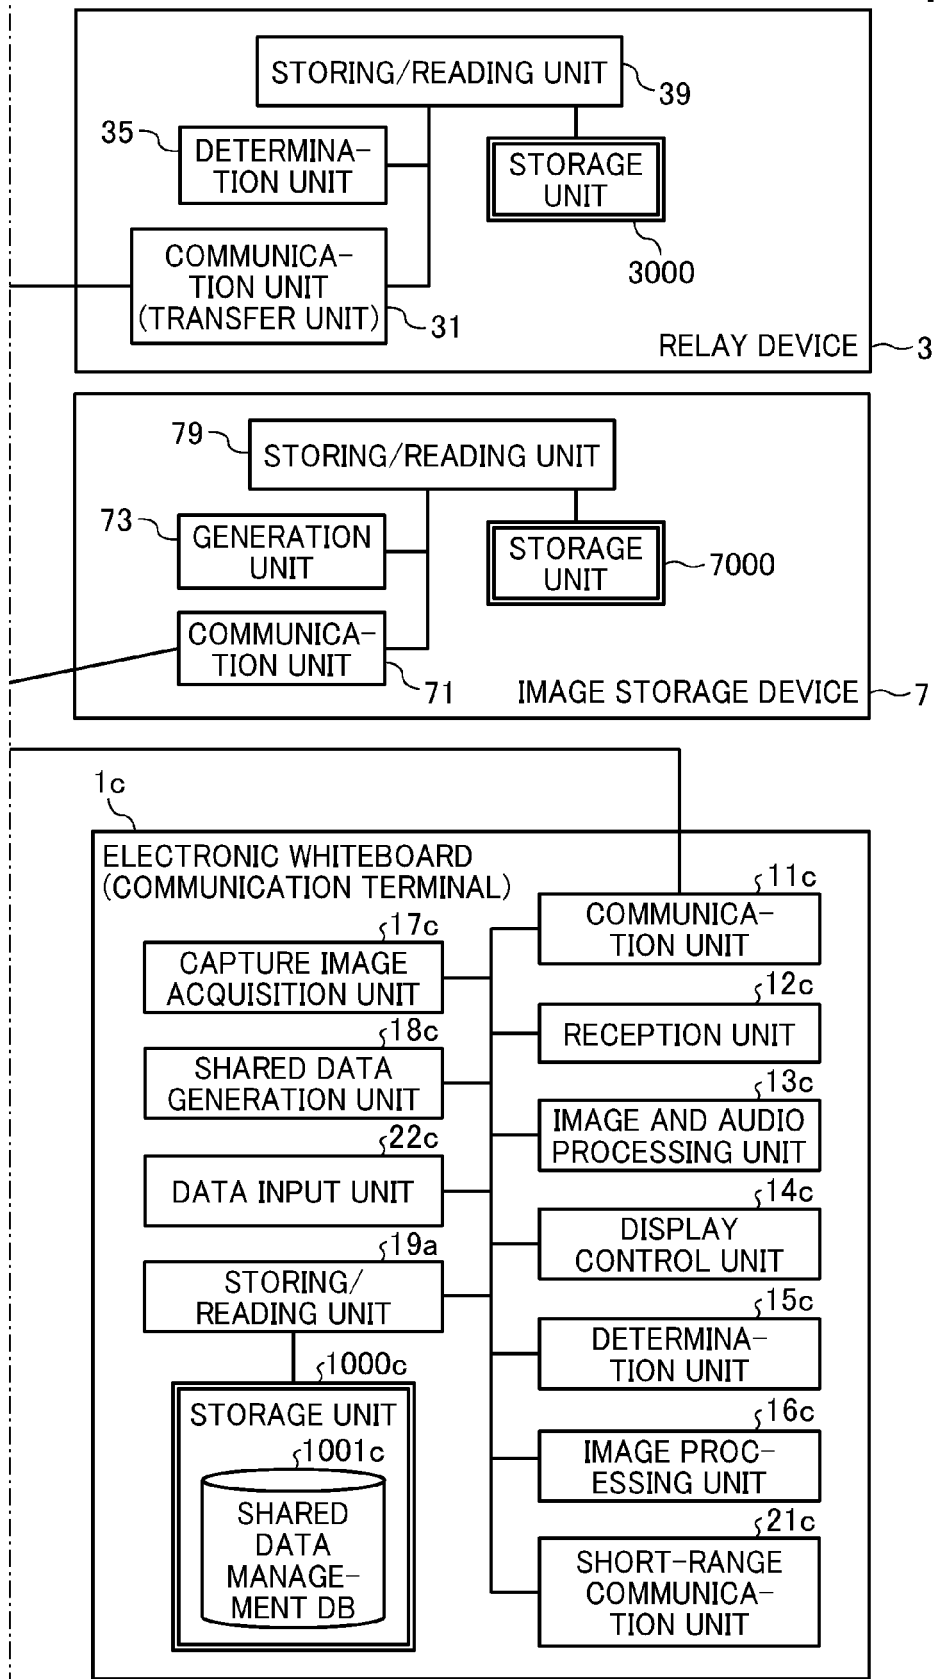 STORING/READING UNIT
39
35
DETERMINA-
TION UNIT
STORAGE
UNIT
3000
COMMUNICA-
TION UNIT
(TRANSFER UNIT)
31
RELAY DEVICE
3
79
STORING/READING UNIT
73
GENERATION
UNIT
STORAGE
UNIT
7000
COMMUNICA-
TION UNIT
71
IMAGE STORAGE DEVICE
7
1c
ELECTRONIC WHITEBOARD
(COMMUNICATION TERMINAL)
11c
COMMUNICA-
TION UNIT
17c
CAPTURE IMAGE
ACQUISITION UNIT
12c
RECEPTION UNIT
18c
SHARED DATA
GENERATION UNIT
13c
IMAGE AND AUDIO
PROCESSING UNIT
22c
DATA INPUT UNIT
14c
DISPLAY
CONTROL UNIT
19a
STORING/
READING UNIT
15c
DETERMINA-
TION UNIT
1000c
STORAGE UNIT
1001c
SHARED
DATA
MANAGE-
MENT DB
16c
IMAGE PROC-
ESSING UNIT
21c
SHORT-RANGE
COMMUNICA-
TION UNIT